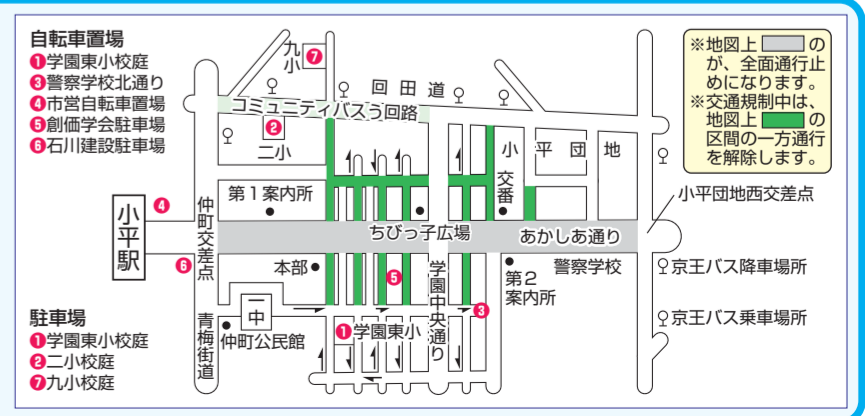 自転車置場
❶学園東小校庭
❸警察学校北通り
❹市営自転車置場
❺創価学会駐車場
❻石川建設駐車場
九小
❼
回田道
コミュニティバスう回路
❷
二小
小平団地
交番
※地図上 の
が、全面通行止
めになります。
※交通規制中は、
地図上 の
区間の一方通行
を解除します。
小平団地西交差点
小平駅
❹
❻
仲町交差点
第1案内所
ちびっ子広場
あかしあ通り
本部
❺
学園中央通り
第2
案内所
警察学校
京王バス降車場所
京王バス乗車場所
❸
一中
仲町公民館
青梅街道
❶学園東小
駐車場
❶学園東小校庭
❷二小校庭
❼九小校庭